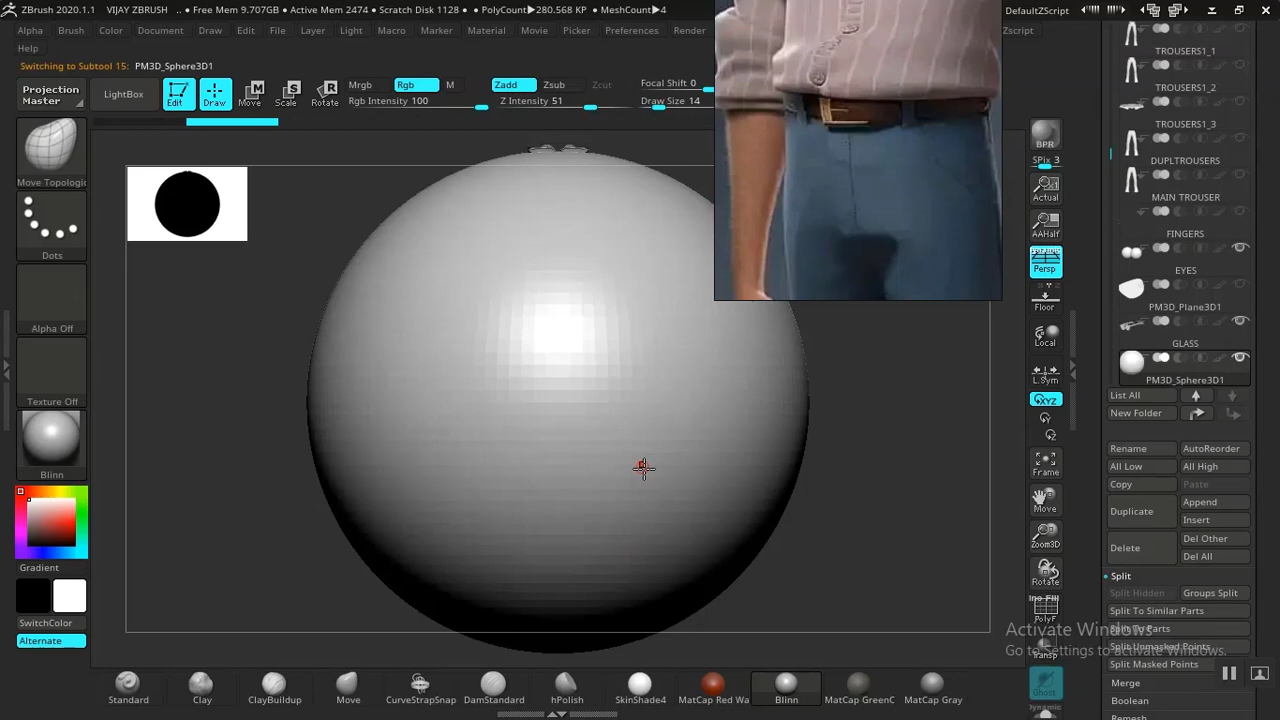 ZBrush 2020.1.1 VIJAY ZBRUSH .. • Free Mem 9.707GB • Active Mem 2474 • Scratch Disk 1128 • PolyCount▶280.568 KP • MeshCount▶4 DefaultZScript
Alpha Brush Color Document Draw Edit File Layer Light Macro Marker Material Movie Picker Preferences Render Zscript
Help
Switching to Subtool 15: PM3D_Sphere3D1
Projection
Master
LightBox
Edit Draw Move Scale Rotate
Mrgb Rgb M
Rgb Intensity 100
Zadd Zsub Zcut
Z Intensity 51
Focal Shift 0
Draw Size 14
Move Topologic
Dots
Alpha Off
Texture Off
Blinn
Gradient
SwitchColor
Alternate
BPR
SPix 3
Actual
AAHalf
Persp
Floor
Local
L.Sym
XYZ
Y
Z
Frame
Move
Zoom3D
Rotate
PolyF
Transp
Ghost
Dynamic
TROUSERS1_1
TROUSERS1_2
TROUSERS1_3
DUPLTROUSERS
MAIN TROUSER
FINGERS
EYES
PM3D_Plane3D1
GLASS
PM3D_Sphere3D1
List All
New Folder
Rename AutoReorder
All Low All High
Copy Paste
Duplicate Append
Insert
Delete Del Other
Del All
Split
Split Hidden Groups Split
Split To Similar Parts
Split To Parts
Split Unmasked Points
Split Masked Points
Merge
Boolean
Remesh
Activate Windows
Go to Settings to activate Windows.
Standard Clay ClayBuildup Move CurveStrapSnap DamStandard hPolish SkinShade4 MatCap Red Wa Blinn MatCap GreenC MatCap Gray